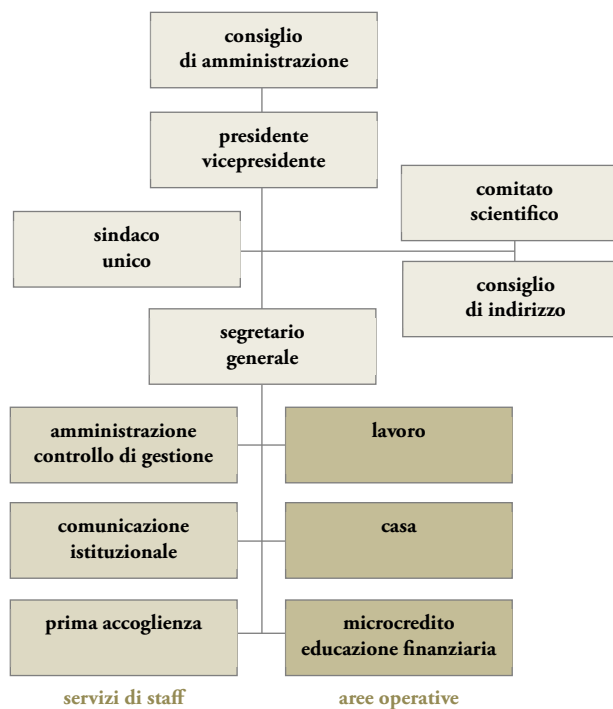 consiglio
di amministrazione
presidente
vicepresidente
comitato
scientifico
sindaco
unico
consiglio
di indirizzo
segretario
generale
amministrazione
controllo di gestione
lavoro
comunicazione
istituzionale
casa
prima accoglienza
microcredito
educazione finanziaria
servizi di staff
aree operative